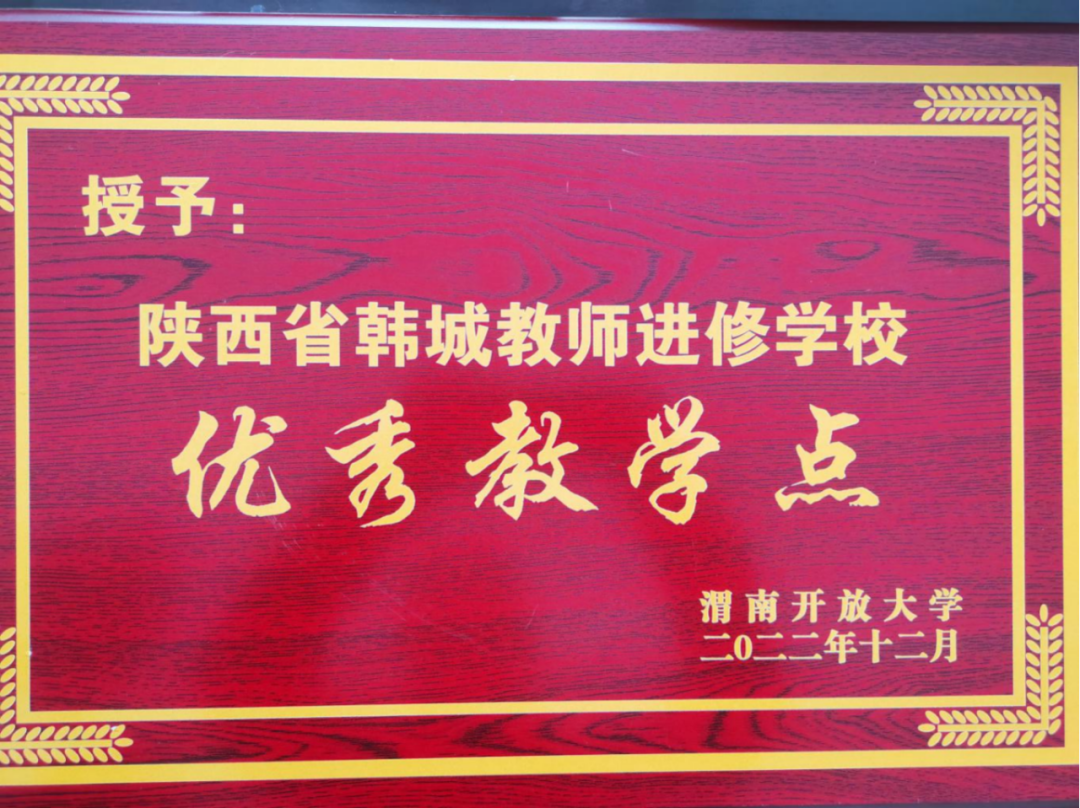 授予：
陕西省韩城教师进修学校
优秀教学点
渭南开放大学
二0二二年十二月